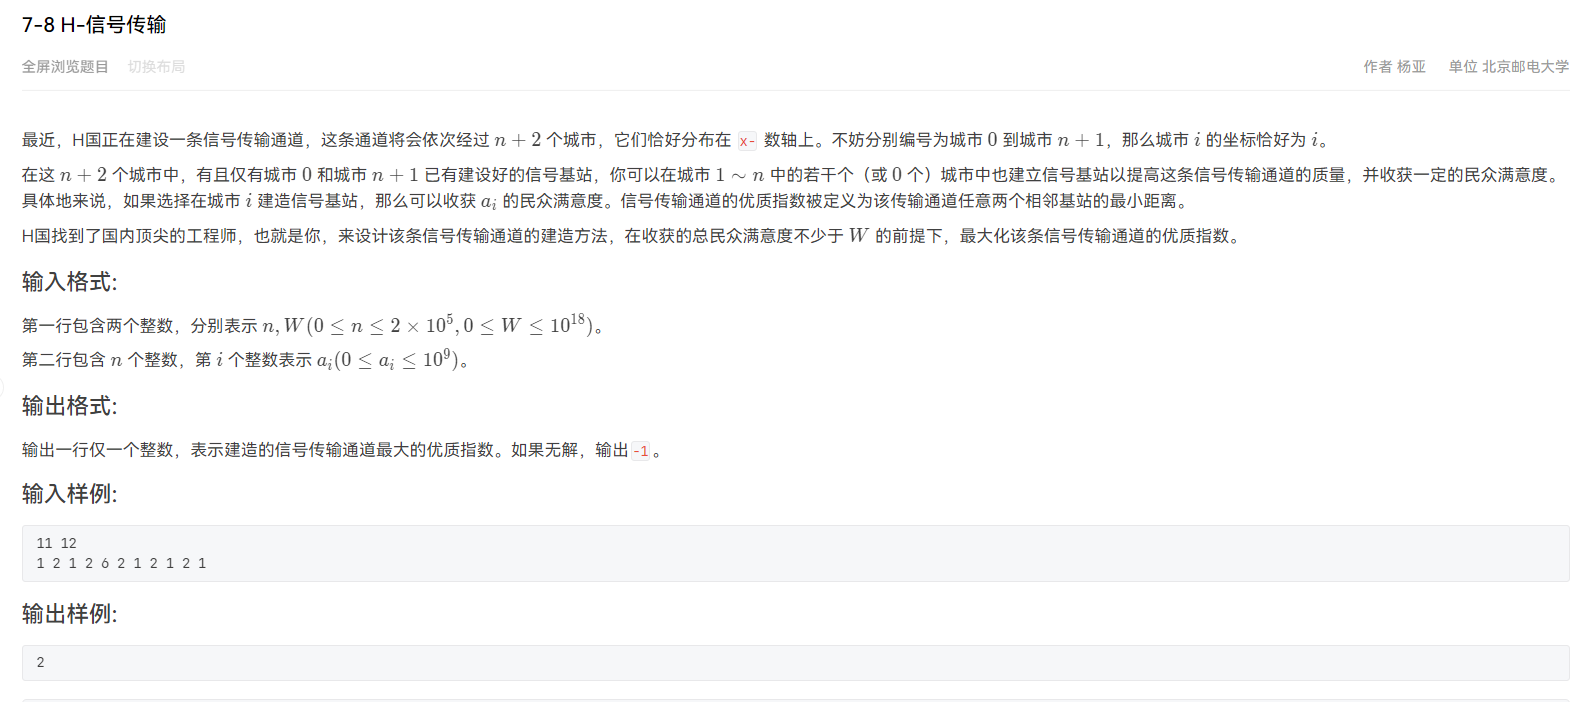 7-8 H-信号传输
全屏浏览题目 切换布局 作者 杨亚 单位 北京邮电大学
最近，H国正在建设一条信号传输通道，这条通道将会依次经过 n + 2 个城市，它们恰好分布在 x- 数轴上。不妨分别编号为城市 0 到城市 n + 1，那么城市 i 的坐标恰好为 i。
在这 n + 2 个城市中，有且仅有城市 0 和城市 n + 1 已有建设好的信号基站，你可以在城市 1 ∼ n 中的若干个（或 0 个）城市中也建立信号基站以提高这条信号传输通道的质量，并收获一定的民众满意度。
具体地来说，如果选择在城市 i 建造信号基站，那么可以收获 a_i 的民众满意度。信号传输通道的优质指数被定义为该传输通道任意两个相邻基站的最小距离。
H国找到了国内顶尖的工程师，也就是你，来设计该条信号传输通道的建造方法，在收获的总民众满意度不少于 W 的前提下，最大化该条信号传输通道的优质指数。
输入格式:
第一行包含两个整数，分别表示 n, W(0 ≤ n ≤ 2 × 10^5, 0 ≤ W ≤ 10^18)。
第二行包含 n 个整数，第 i 个整数表示 a_i(0 ≤ a_i ≤ 10^9)。
输出格式:
输出一行仅一个整数，表示建造的信号传输通道最大的优质指数。如果无解，输出 -1 。
输入样例:
11 12
1 2 1 2 6 2 1 2 1 2 1
输出样例:
2